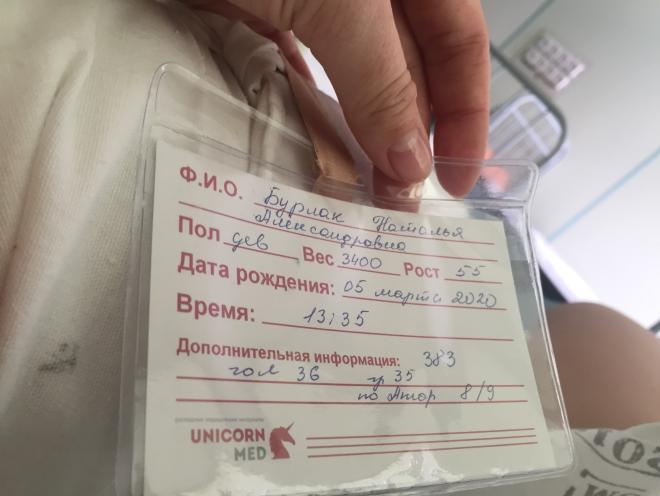 Ф.И.О. Бурлак Наталья
Александровна
Пол дев Вес 3400 Рост 55
Дата рождения: 05 марта 2020
Время: 13:35
Дополнительная информация: 383
гол 36 гр 35
по Апгар 8/9
UNICORN
MED